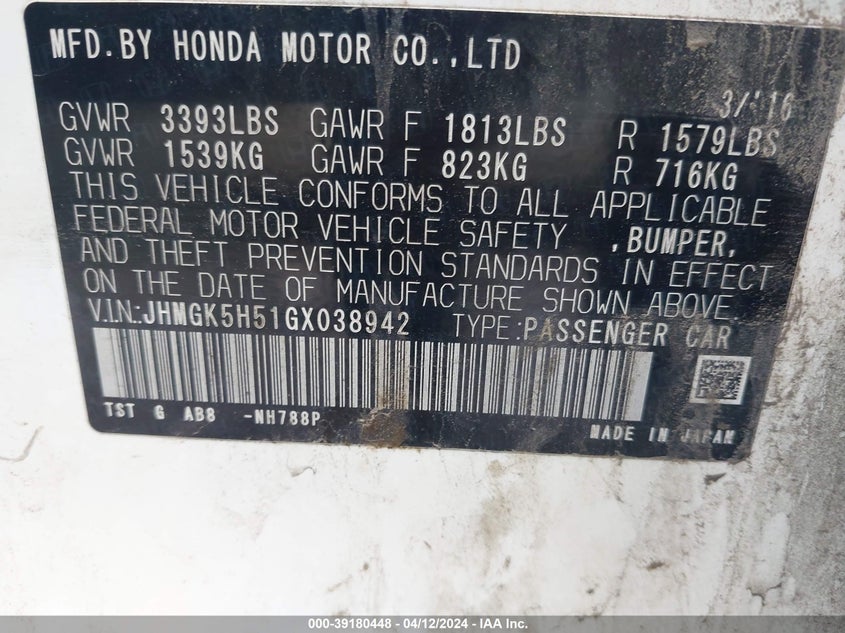 MFD.BY HONDA MOTOR CO.,LTD
3/'16
GVWR 3393LBS GAWR F 1813LBS R 1579LBS
GVWR 1539KG GAWR F 823KG R 716KG
THIS VEHICLE CONFORMS TO ALL APPLICABLE
FEDERAL MOTOR VEHICLE SAFETY ,BUMPER,
AND THEFT PREVENTION STANDARDS IN EFFECT
ON THE DATE OF MANUFACTURE SHOWN ABOVE.
V.I.N.:JHMGK5H51GX038942 TYPE:PASSENGER CAR
TST G AB8 -NH788P
MADE IN JAPAN
000-39180448 - 04/12/2024 - IAA Inc.